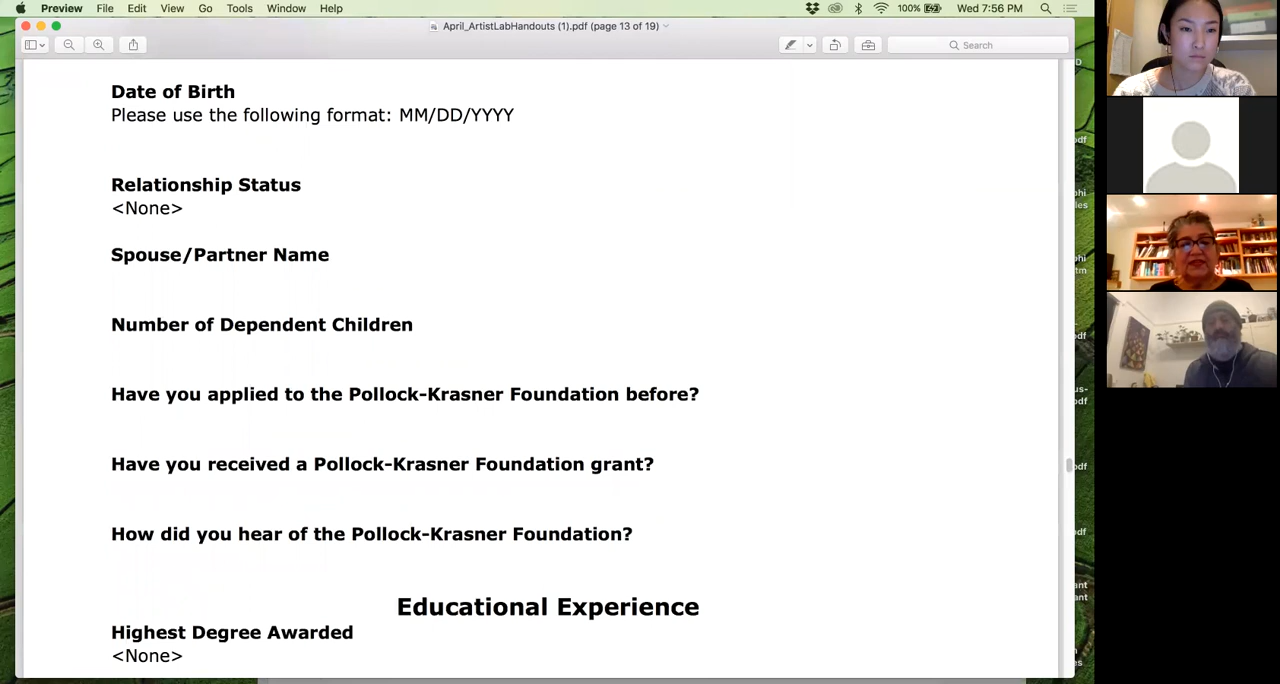 Preview File Edit View Go Tools Window Help
100% Wed 7:56 PM
April_ArtistLabHandouts (1).pdf (page 13 of 19)
Search
Date of Birth
Please use the following format: MM/DD/YYYY
Relationship Status
<None>
Spouse/Partner Name
Number of Dependent Children
Have you applied to the Pollock-Krasner Foundation before?
Have you received a Pollock-Krasner Foundation grant?
How did you hear of the Pollock-Krasner Foundation?
Educational Experience
Highest Degree Awarded
<None>